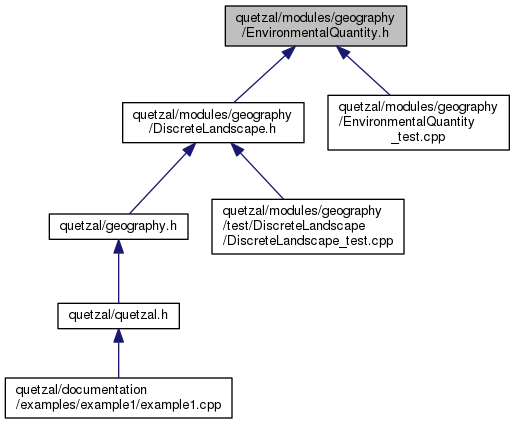 quetzal/modules/geography
/EnvironmentalQuantity.h
quetzal/modules/geography
/DiscreteLandscape.h
quetzal/modules/geography
/EnvironmentalQuantity
_test.cpp
quetzal/geography.h
quetzal/modules/geography
/test/DiscreteLandscape
/DiscreteLandscape_test.cpp
quetzal/quetzal.h
quetzal/documentation
/examples/example1/example1.cpp